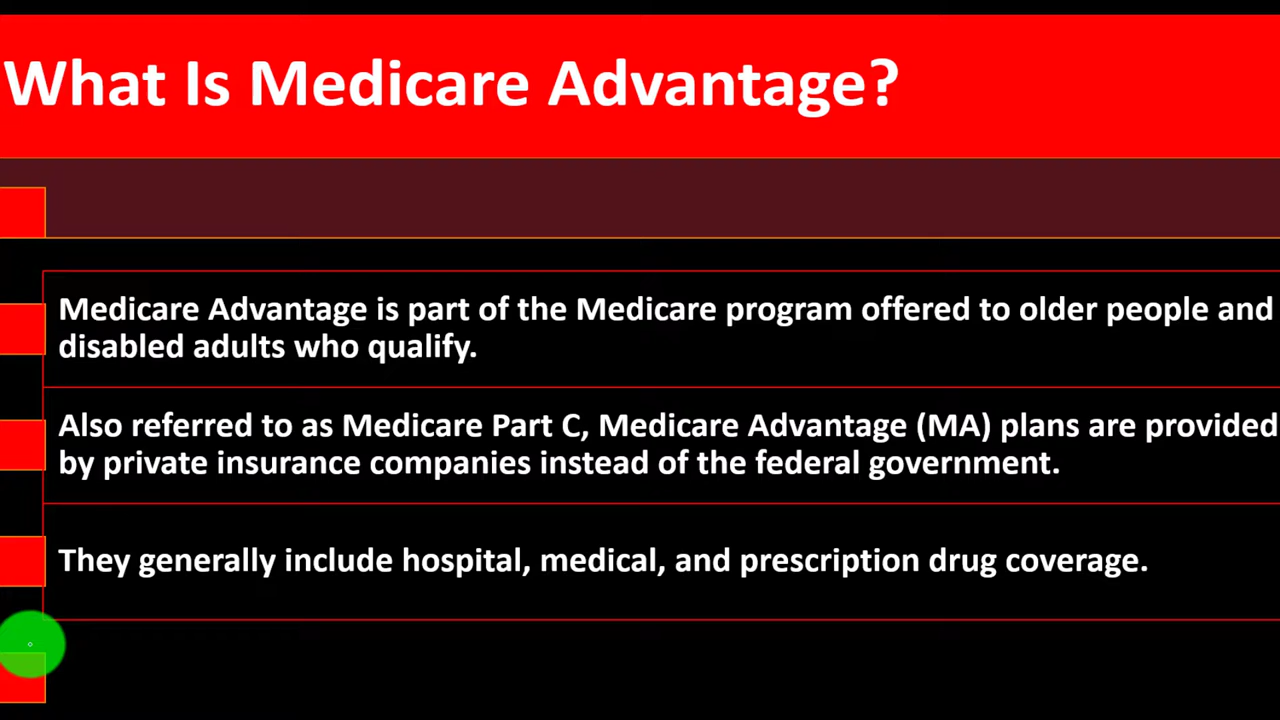 What Is Medicare Advantage?
Medicare Advantage is part of the Medicare program offered to older people and
disabled adults who qualify.
Also referred to as Medicare Part C, Medicare Advantage (MA) plans are provided
by private insurance companies instead of the federal government.
They generally include hospital, medical, and prescription drug coverage.